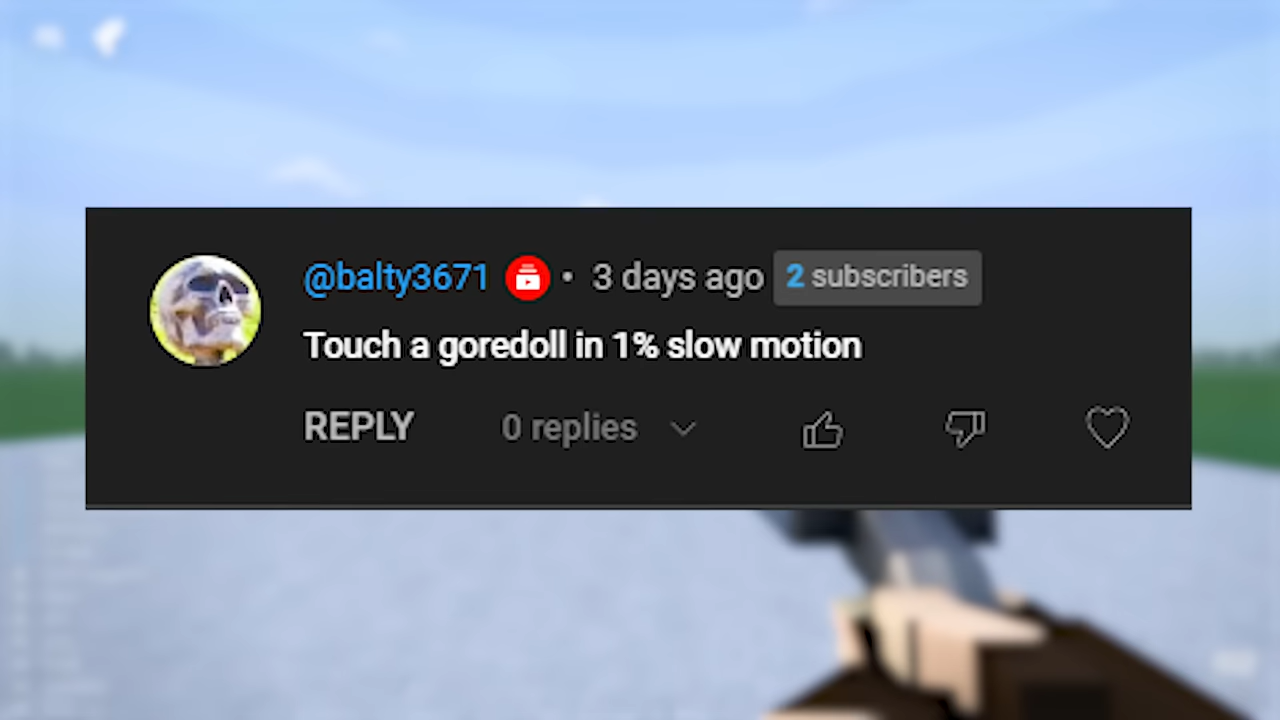 @balty3671 • 3 days ago 2 subscribers
Touch a goredoll in 1% slow motion
REPLY 0 replies